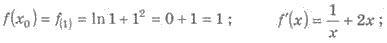 f(x₀) = f₍₁₎ = ln 1 + 1² = 0 + 1 = 1 ; f′(x) = 1/x + 2x ;